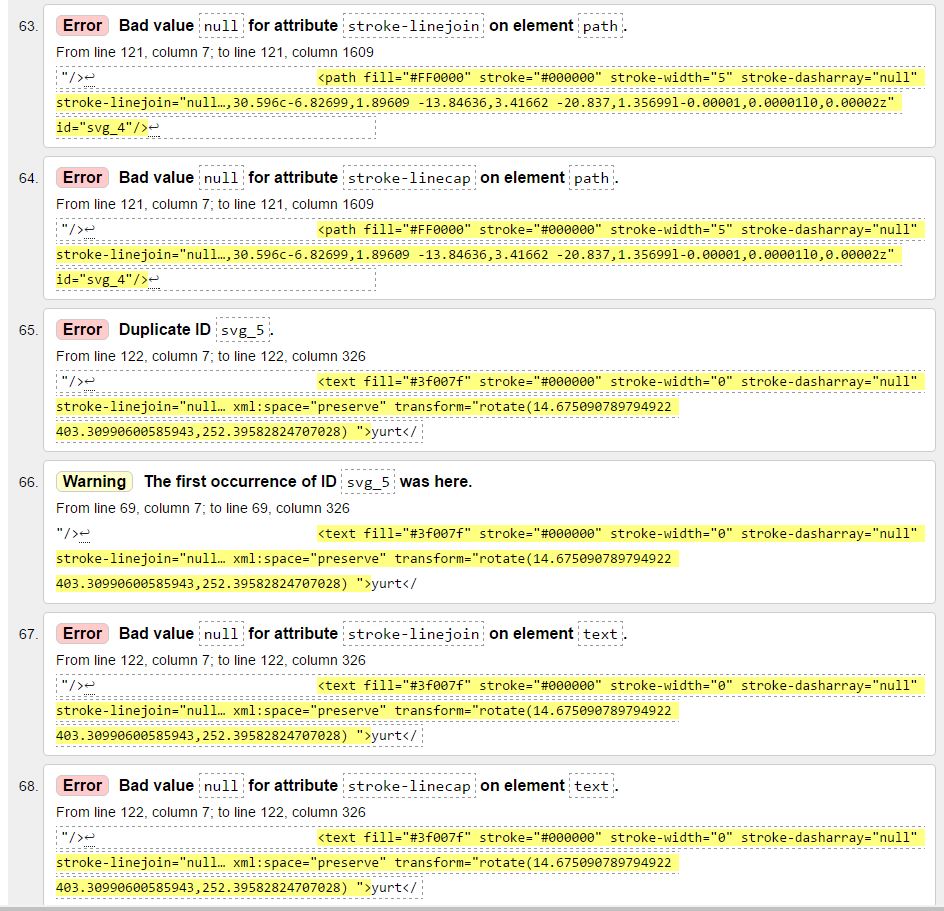 63. Error Bad value null for attribute stroke-linejoin on element path.
From line 121, column 7; to line 121, column 1609
"/>↩ <path fill="#FF0000" stroke="#000000" stroke-width="5" stroke-dasharray="null"
stroke-linejoin="null…,30.596c-6.82699,1.89609 -13.84636,3.41662 -20.837,1.35699l-0.00001,0.00001l0,0.00002z"
id="svg_4"/>↩
64. Error Bad value null for attribute stroke-linecap on element path.
From line 121, column 7; to line 121, column 1609
"/>↩ <path fill="#FF0000" stroke="#000000" stroke-width="5" stroke-dasharray="null"
stroke-linejoin="null…,30.596c-6.82699,1.89609 -13.84636,3.41662 -20.837,1.35699l-0.00001,0.00001l0,0.00002z"
id="svg_4"/>↩
65. Error Duplicate ID svg_5.
From line 122, column 7; to line 122, column 326
"/>↩ <text fill="#3f007f" stroke="#000000" stroke-width="0" stroke-dasharray="null"
stroke-linejoin="null… xml:space="preserve" transform="rotate(14.675090789794922
403.30990600585943,252.39582824707028) ">yurt</
66. Warning The first occurrence of ID svg_5 was here.
From line 69, column 7; to line 69, column 326
"/>↩ <text fill="#3f007f" stroke="#000000" stroke-width="0" stroke-dasharray="null"
stroke-linejoin="null… xml:space="preserve" transform="rotate(14.675090789794922
403.30990600585943,252.39582824707028) ">yurt</
67. Error Bad value null for attribute stroke-linejoin on element text.
From line 122, column 7; to line 122, column 326
"/>↩ <text fill="#3f007f" stroke="#000000" stroke-width="0" stroke-dasharray="null"
stroke-linejoin="null… xml:space="preserve" transform="rotate(14.675090789794922
403.30990600585943,252.39582824707028) ">yurt</
68. Error Bad value null for attribute stroke-linecap on element text.
From line 122, column 7; to line 122, column 326
"/>↩ <text fill="#3f007f" stroke="#000000" stroke-width="0" stroke-dasharray="null"
stroke-linejoin="null… xml:space="preserve" transform="rotate(14.675090789794922
403.30990600585943,252.39582824707028) ">yurt</